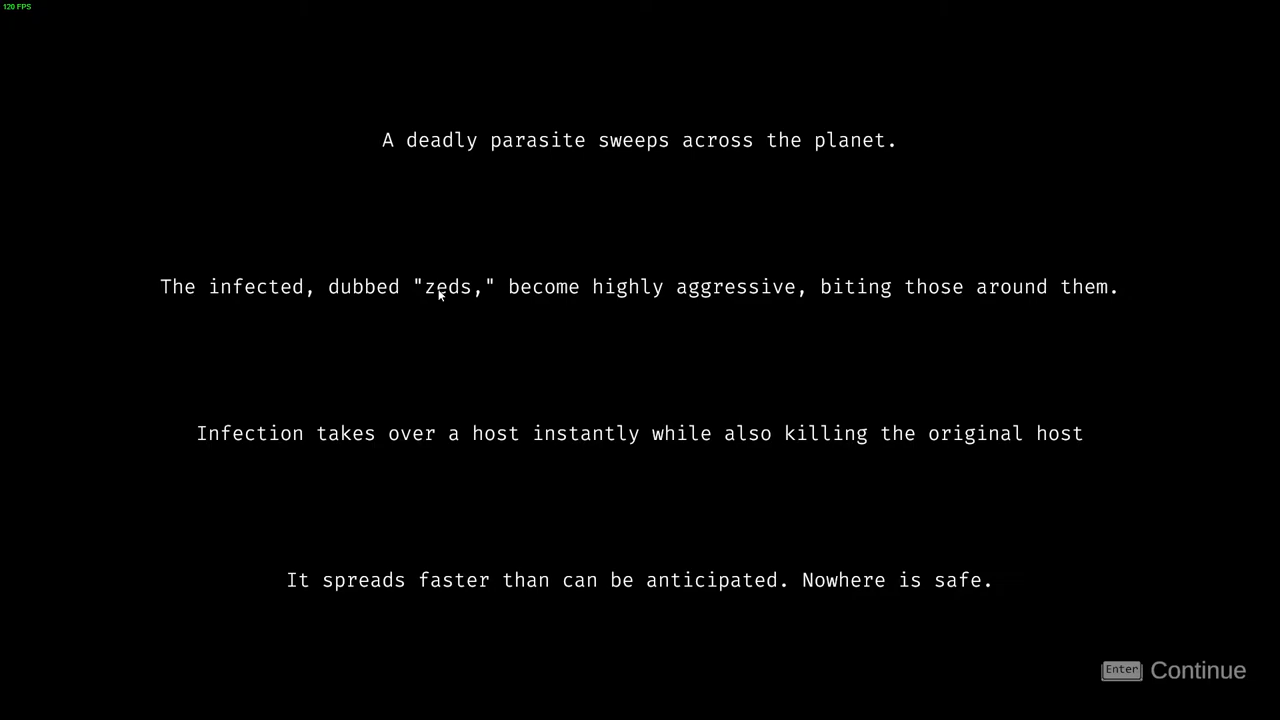 120 FPS
A deadly parasite sweeps across the planet.
The infected, dubbed "zeds," become highly aggressive, biting those around them.
Infection takes over a host instantly while also killing the original host
It spreads faster than can be anticipated. Nowhere is safe.
Enter Continue